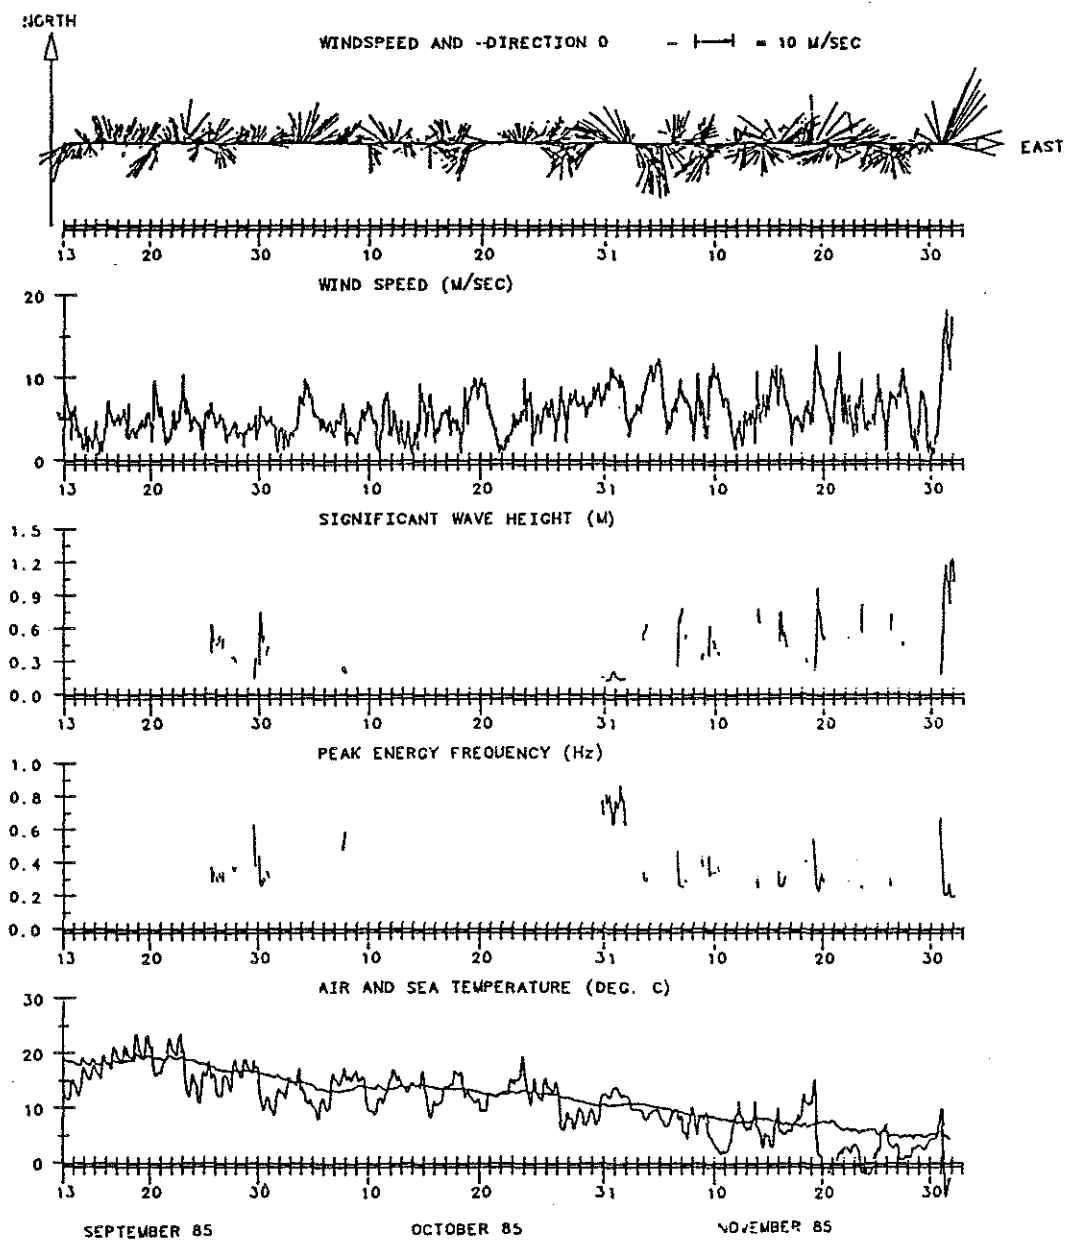 NORTH
WINDSPEED AND --DIRECTION 0 - = 10 M/SEC
EAST
13 20 30 10 20 31 10 20 30
WIND SPEED (M/SEC)
20
10
0
13 20 30 10 20 31 10 20 30
SIGNIFICANT WAVE HEIGHT (M)
1.5
1.2
0.9
0.6
0.3
0.0
13 20 30 10 20 31 10 20 30
PEAK ENERGY FREQUENCY (Hz)
1.0
0.8
0.6
0.4
0.2
0.0
13 20 30 10 20 31 10 20 30
AIR AND SEA TEMPERATURE (DEG. C)
30
20
10
0
13 20 30 10 20 31 10 20 30
SEPTEMBER 85 OCTOBER 85 NOVEMBER 85